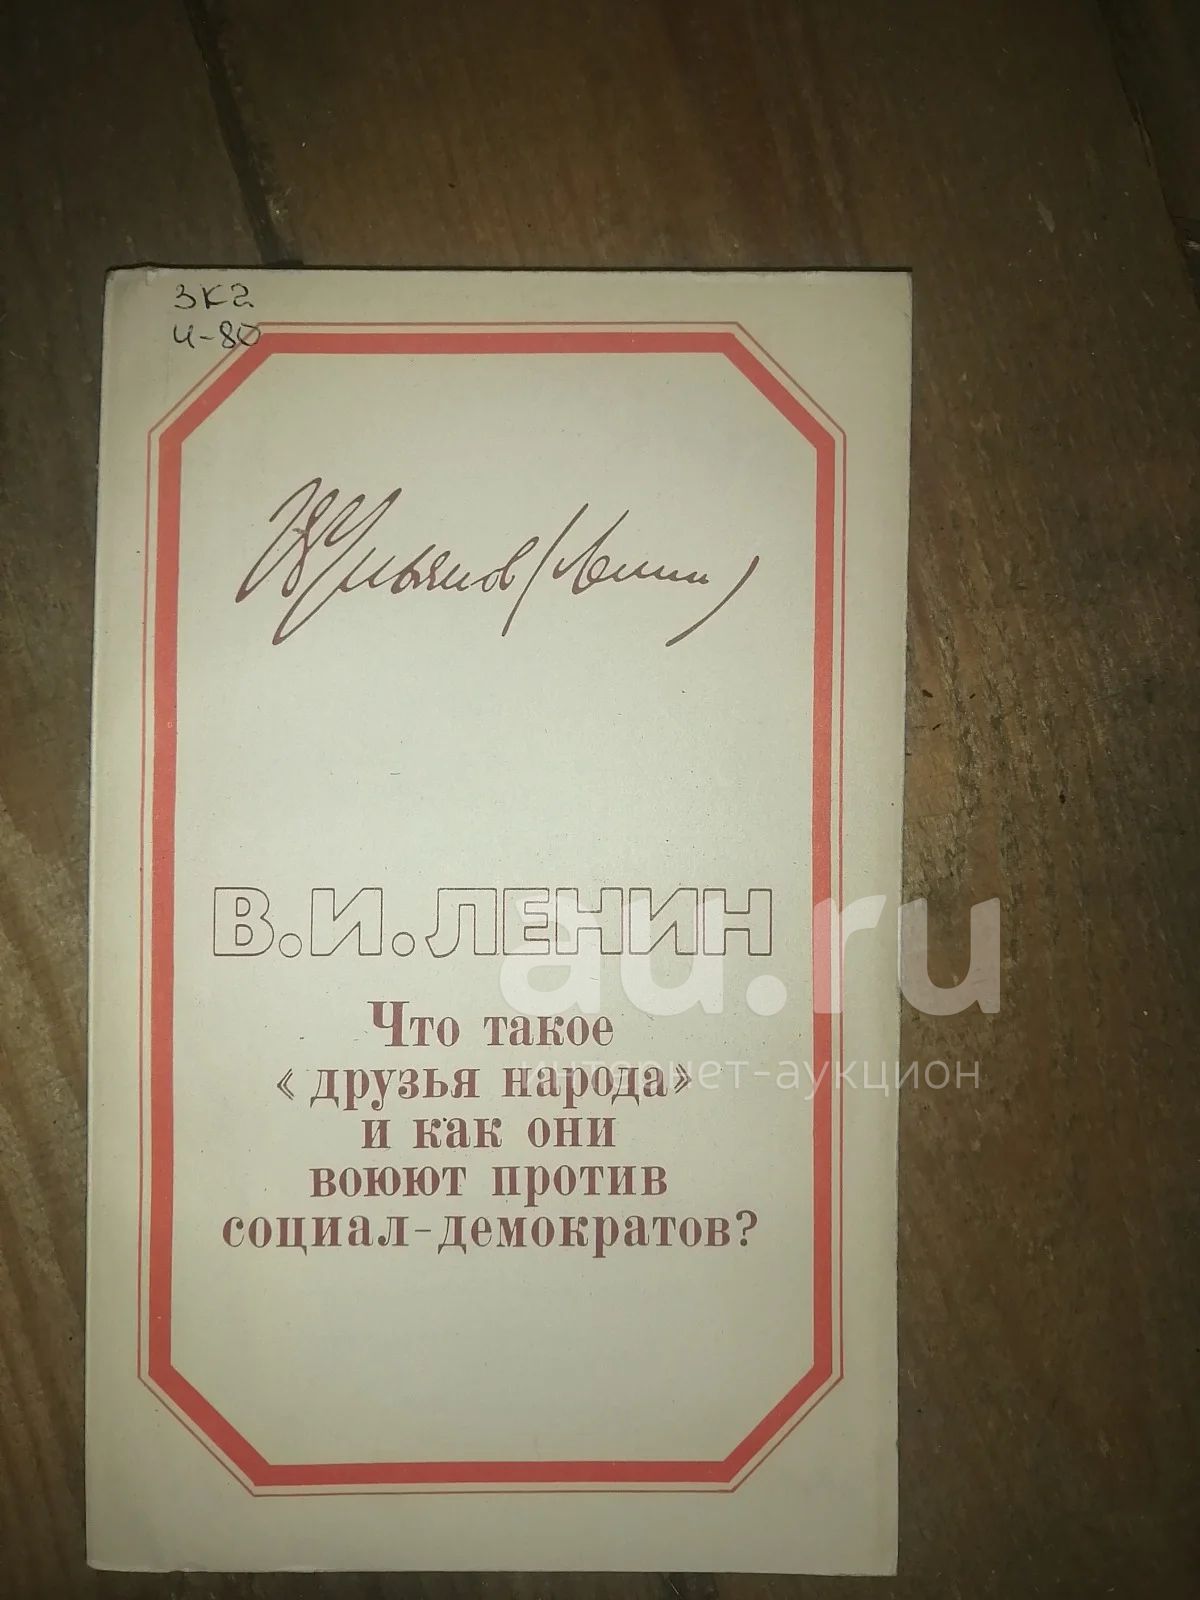 3К2
Ч-80
В Ульянов (Ленин)
В.И.ЛЕНИН
Что такое
«друзья народа»
и как они
воюют против
социал-демократов?
au.ru
интернет-аукцион